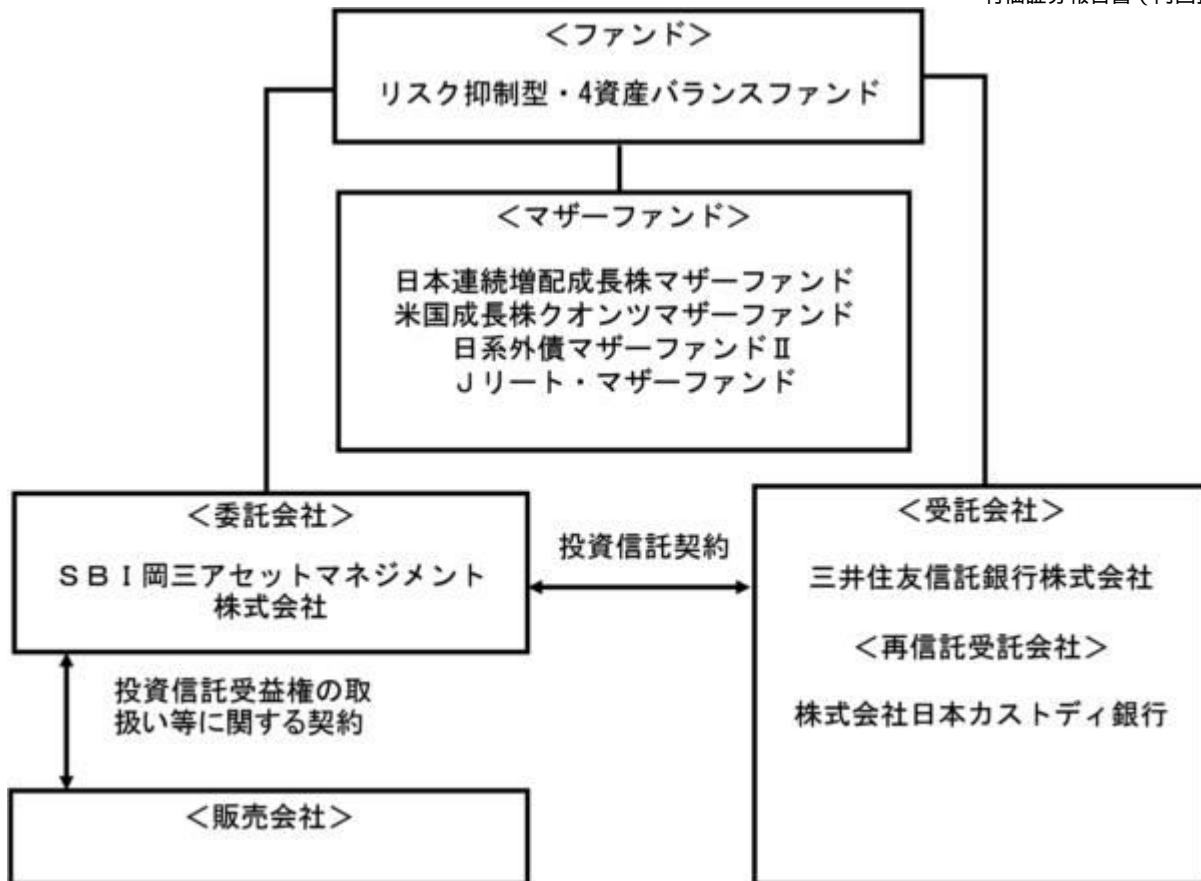 ＜ファンド＞
リスク抑制型・4資産バランスファンド
＜マザーファンド＞
日本連続増配成長株マザーファンド
米国成長株クオンツマザーファンド
日系外債マザーファンドⅡ
Ｊリート・マザーファンド
＜委託会社＞
ＳＢＩ岡三アセットマネジメント
株式会社
投資信託契約
＜受託会社＞
三井住友信託銀行株式会社
＜再信託受託会社＞
株式会社日本カストディ銀行
投資信託受益権の取
扱い等に関する契約
＜販売会社＞